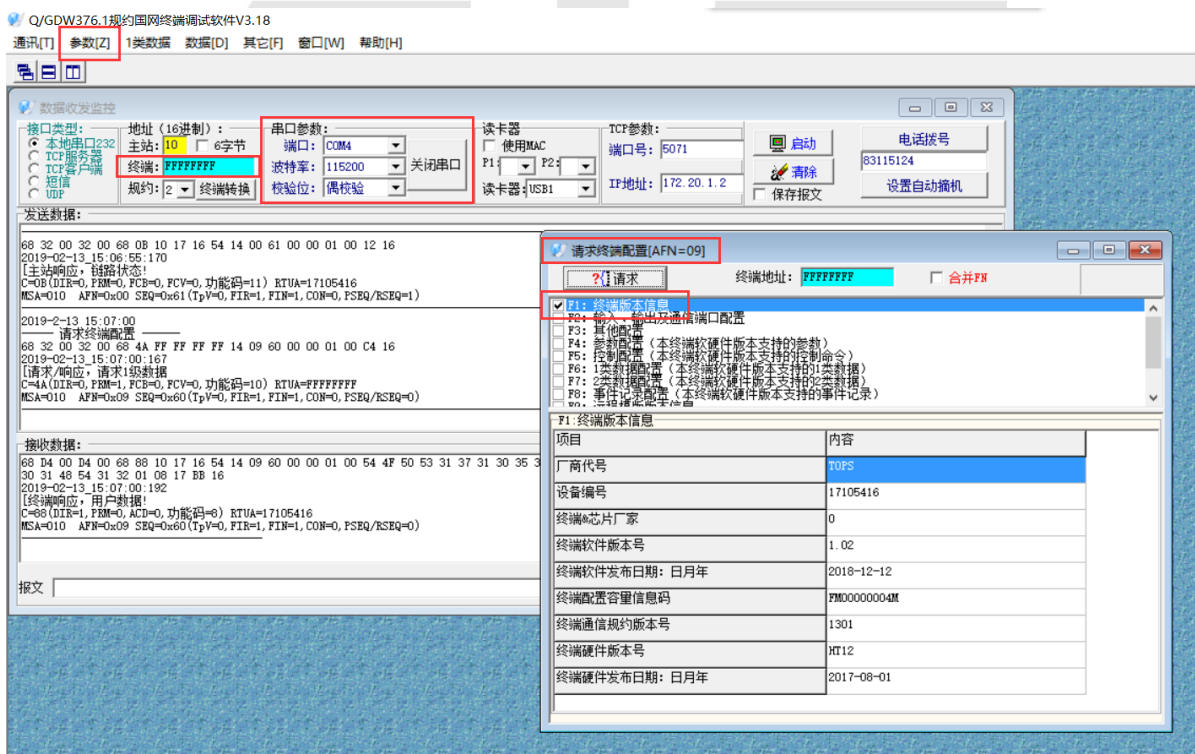 Q/GDW376.1规约国网终端调试软件V3.18
通讯[T] 参数[Z] 1类数据 数据[D] 其它[F] 窗口[W] 帮助[H]
数据收发监控
接口类型:
本地串口232
TCP服务器
TCP客户端
短信
UDP
地址（16进制）:
主站: 10 6字节
终端: FFFFFFFF
规约: 2 终端转换
串口参数:
端口: COM4
波特率: 115200
校验位: 偶校验
关闭串口
读卡器
使用MAC
P1: P2:
读卡器: USB1
TCP参数:
端口号: 5071
IP地址: 172.20.1.2
启动
清除
保存报文
电话拨号
83115124
设置自动摘机
发送数据:
68 32 00 32 00 68 0B 10 17 16 54 14 00 61 00 00 01 00 12 16
2019-02-13_15:06:55:170
[主站响应, 链路状态!
C=0B(DIR=0,PRM=0,FCB=0,FCV=0,功能码=11) RTUA=17105416
MSA=010 AFN=0x00 SEQ=0x61(TpV=0,FIR=1,FIN=1,CON=0,PSEQ/RSEQ=1)
2019-2-13 15:07:00
—— 请求终端配置 ——
68 32 00 32 00 68 4A FF FF FF FF 14 09 60 00 00 01 00 C4 16
2019-02-13_15:07:00:167
[请求/响应, 请求1级数据
C=4A(DIR=0,PRM=1,FCB=0,FCV=0,功能码=10) RTUA=FFFFFFFF
MSA=010 AFN=0x09 SEQ=0x60(TpV=0,FIR=1,FIN=1,CON=0,PSEQ/RSEQ=0)
接收数据:
68 D4 00 D4 00 68 88 10 17 16 54 14 09 60 00 00 01 00 54 4F 50 53 31 37 31 30 35 3
30 31 48 54 31 32 01 08 17 BB 16
2019-02-13_15:07:00:192
[终端响应, 用户数据!
C=88(DIR=1,PRM=0,ACD=0,功能码=8) RTUA=17105416
MSA=010 AFN=0x09 SEQ=0x60(TpV=0,FIR=1,FIN=1,CON=0,PSEQ/RSEQ=0)
报文
请求终端配置[AFN=09]
?{}请求 终端地址: FFFFFFFF 合并FN
F1: 终端版本信息
F2: 输入、输出及通信端口配置
F3: 其他配置
F4: 参数配置（本终端软硬件版本支持的参数）
F5: 控制配置（本终端软硬件版本支持的控制命令）
F6: 1类数据配置（本终端软硬件版本支持的1类数据）
F7: 2类数据配置（本终端软硬件版本支持的2类数据）
F8: 事件记录配置（本终端软硬件版本支持的事件记录）
F1:终端版本信息
项目 内容
厂商代号 TOPS
设备编号 17105416
终端&芯片厂家 0
终端软件版本号 1.02
终端软件发布日期: 日月年 2018-12-12
终端配置容量信息码 FM00000004M
终端通信规约版本号 1301
终端硬件版本号 HT12
终端硬件发布日期: 日月年 2017-08-01